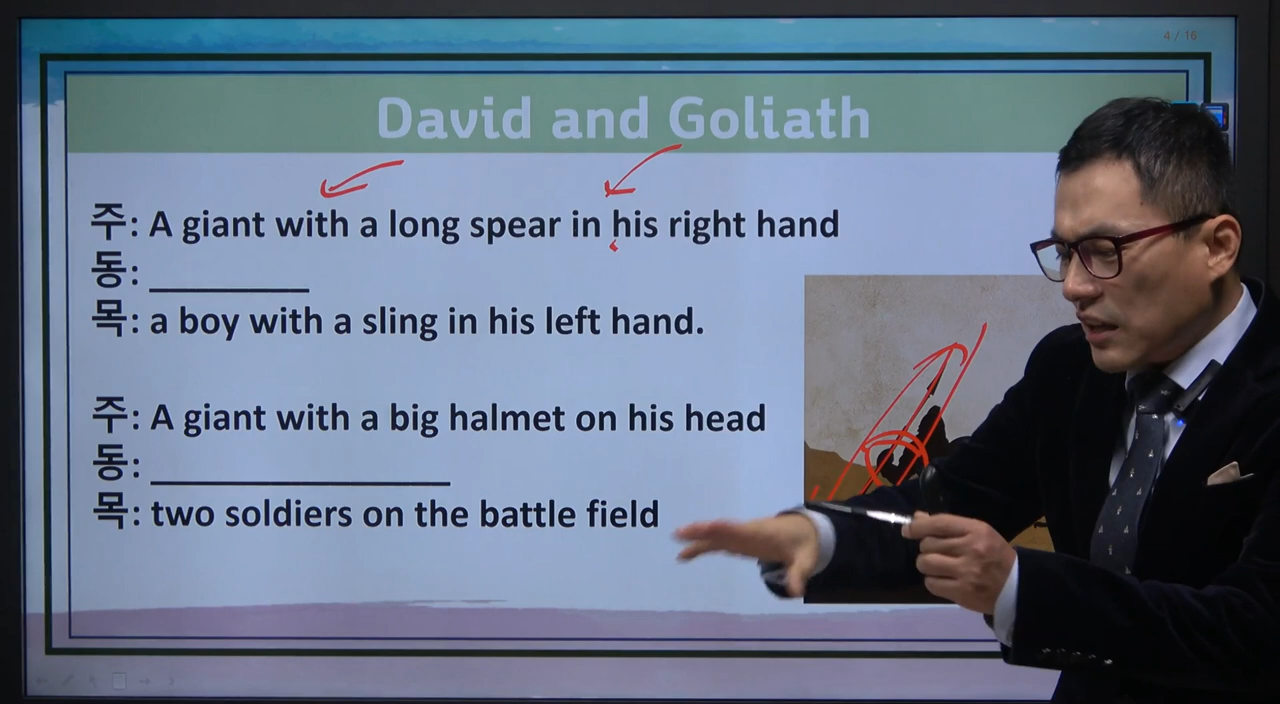 4 / 16
David and Goliath
주: A giant with a long spear in his right hand
동: ________
목: a boy with a sling in his left hand.
주: A giant with a big halmet on his head
동: _______________
목: two soldiers on the battle field